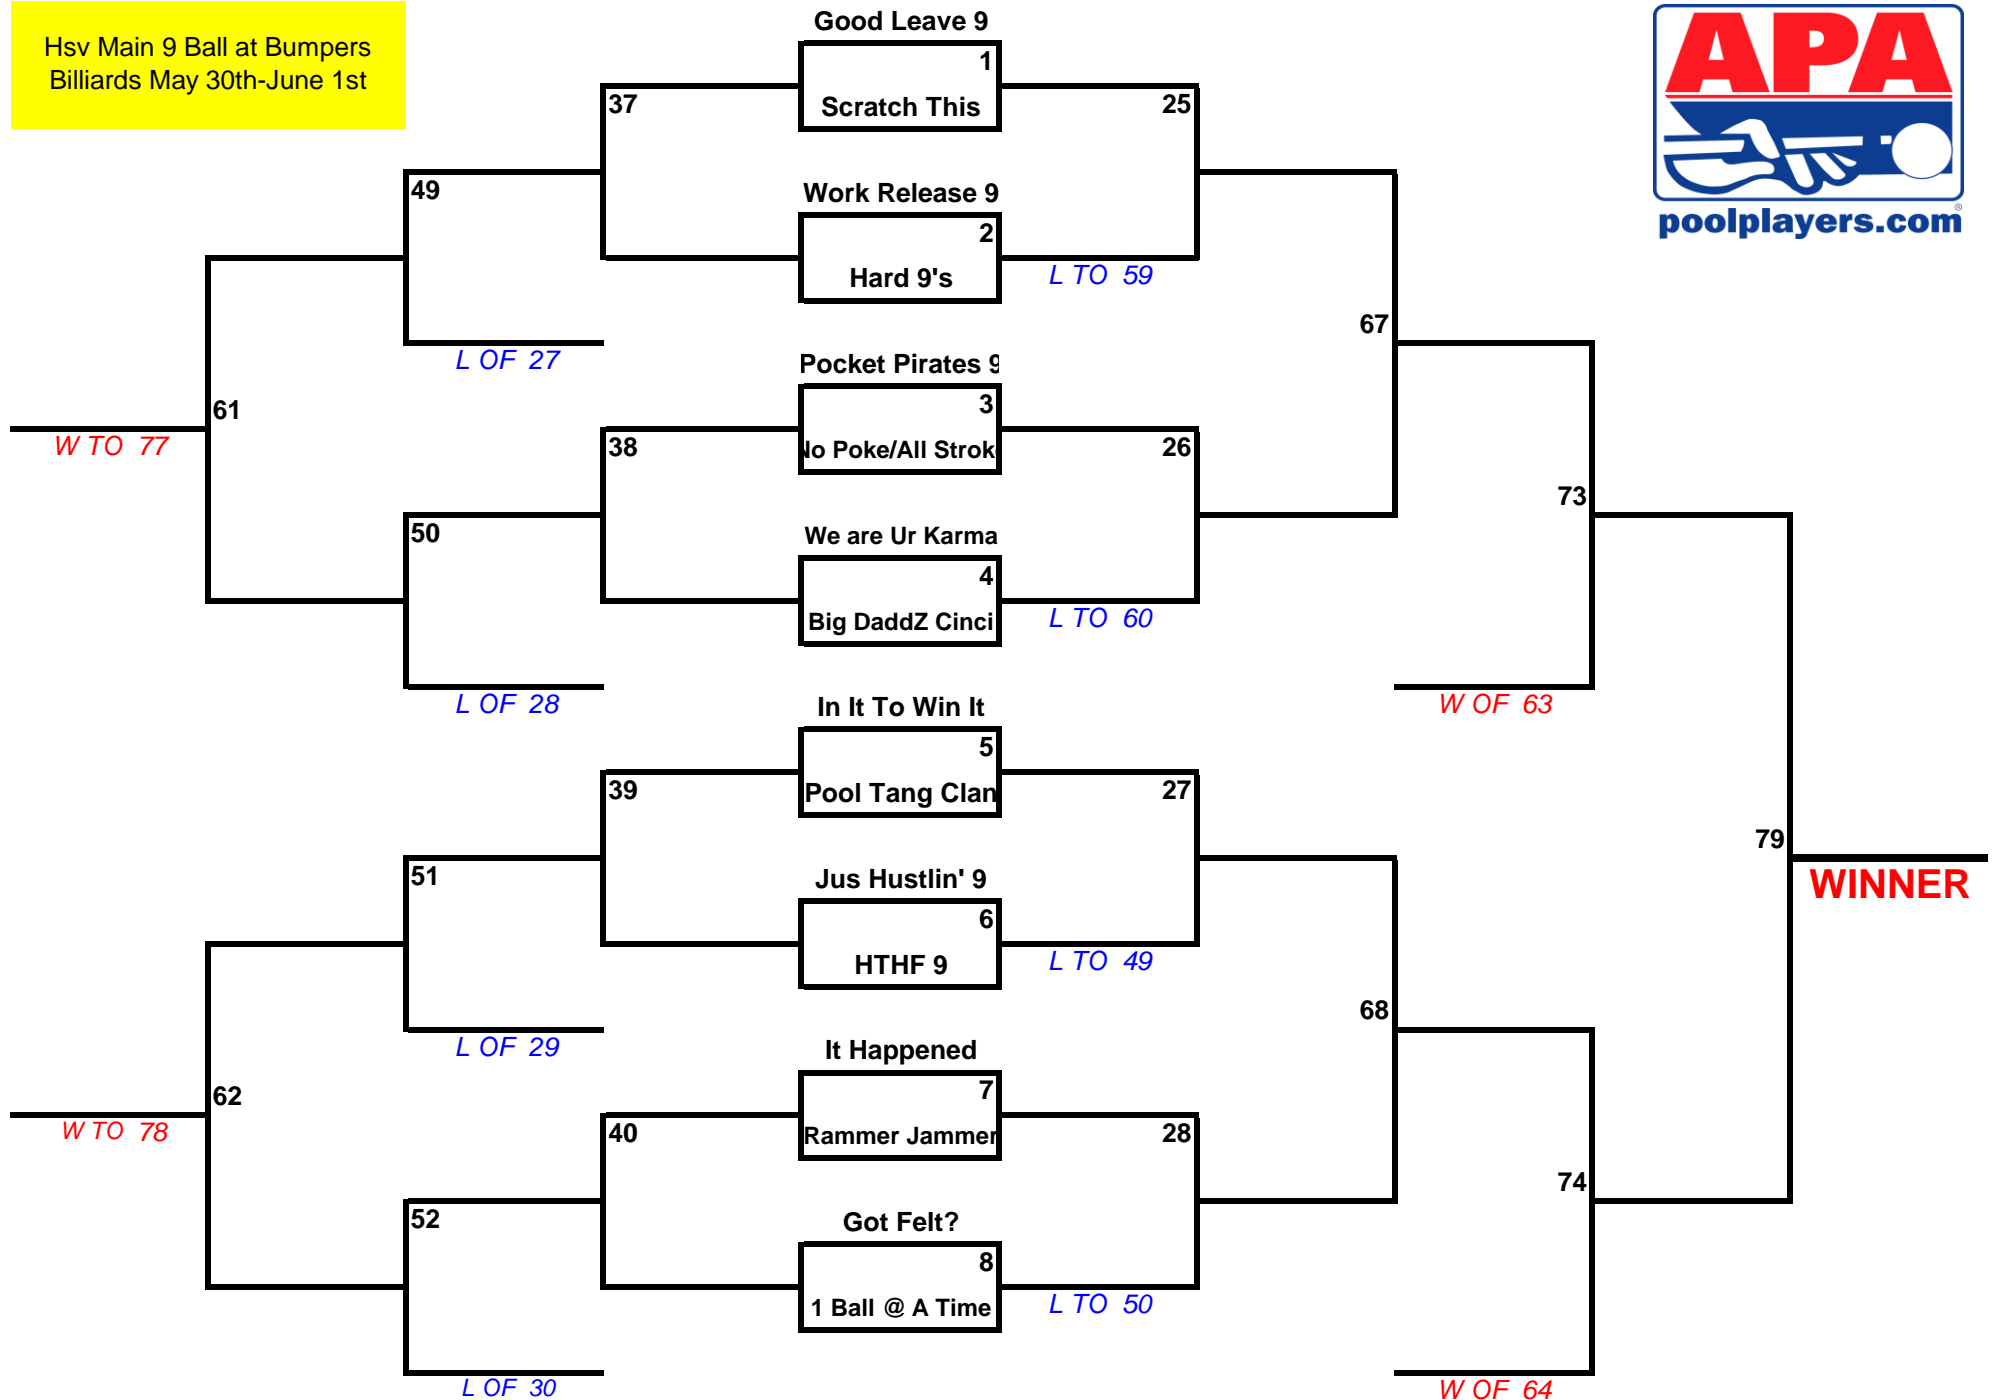 Hsv Main 9 Ball at Bumpers
Billiards May 30th-June 1st
APA
®
poolplayers.com
Good Leave 9
1
Scratch This
37
25
49
Work Release 9
2
Hard 9's
L TO 59
L OF 27
67
Pocket Pirates 9
3
No Poke/All Strok
61
W TO 77
38
26
73
50
We are Ur Karma
4
Big DaddZ Cinci
L TO 60
L OF 28
W OF 63
In It To Win It
5
Pool Tang Clan
39
27
79
WINNER
51
Jus Hustlin' 9
6
HTHF 9
L TO 49
L OF 29
68
It Happened
7
Rammer Jammer
62
W TO 78
40
28
74
52
Got Felt?
8
1 Ball @ A Time
L TO 50
L OF 30
W OF 64